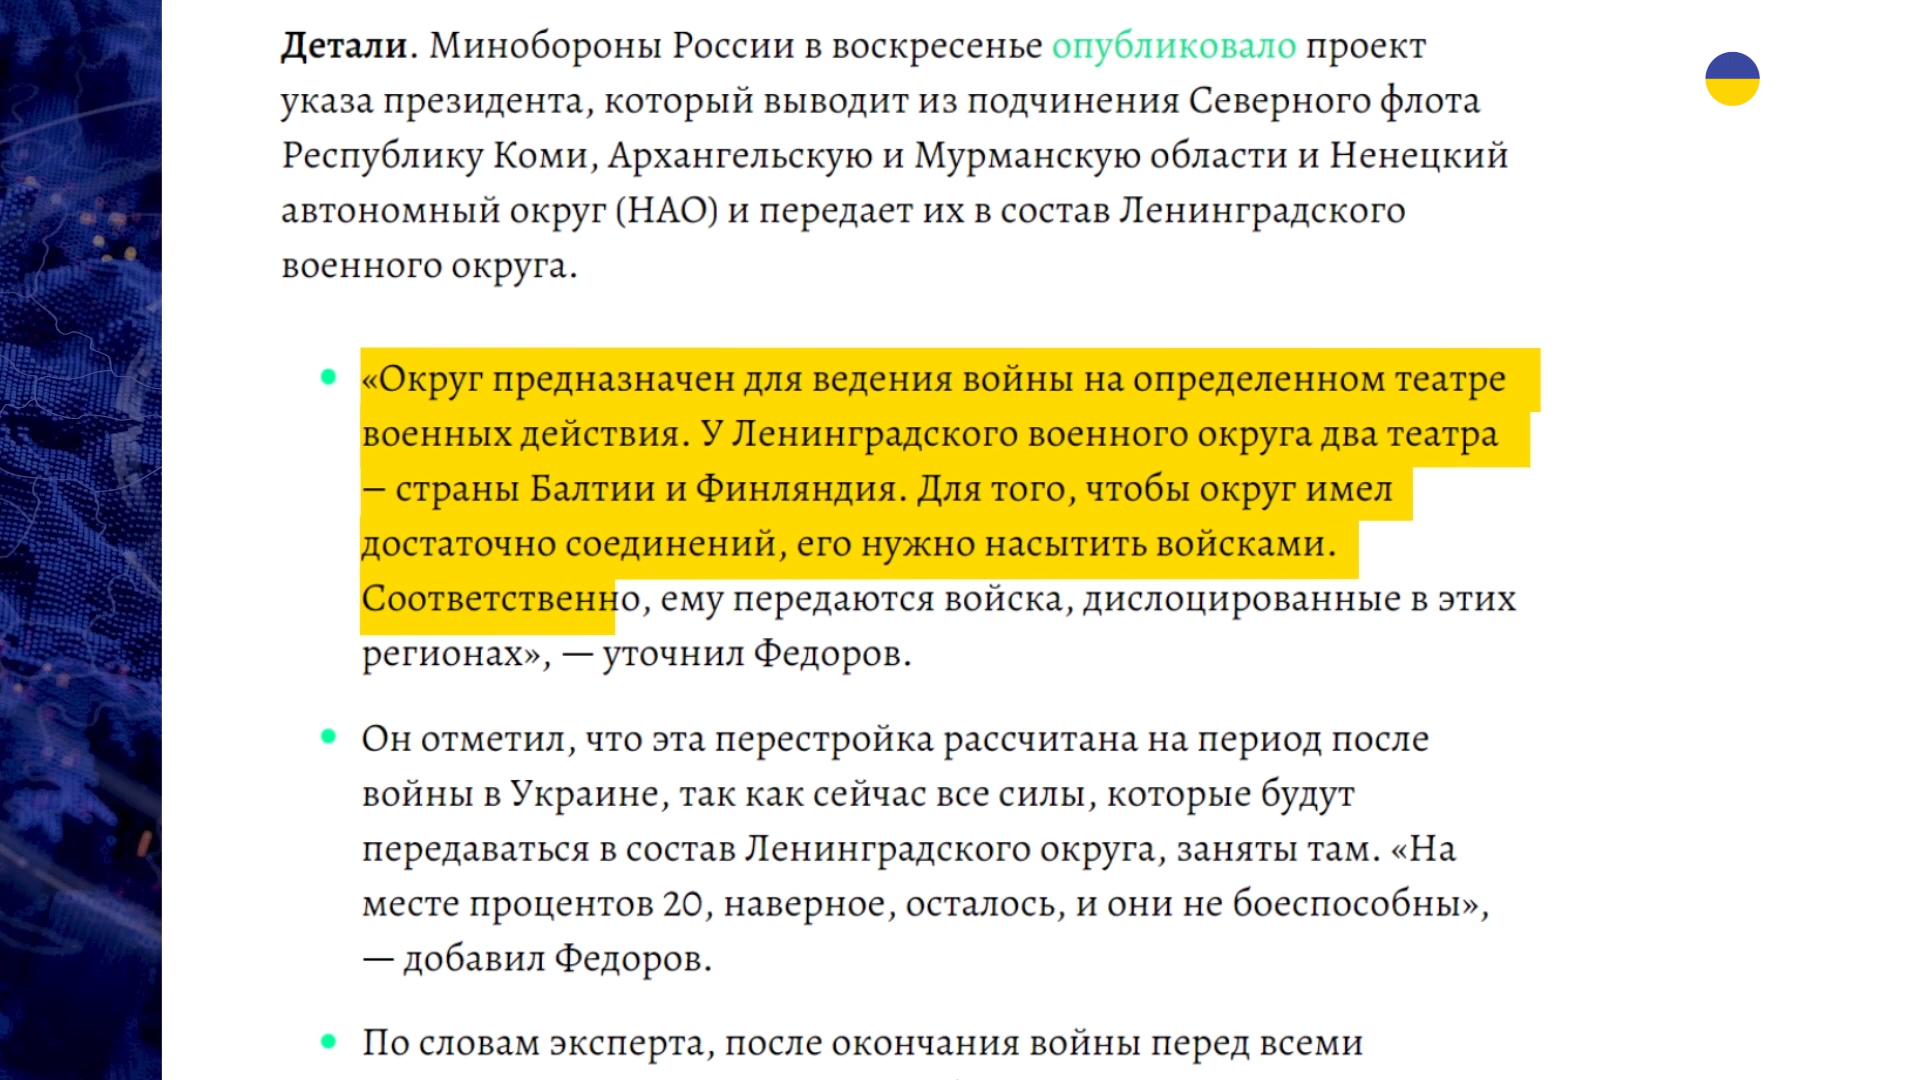 Детали. Минобороны России в воскресенье опубликовало проект
указа президента, который выводит из подчинения Северного флота
Республику Коми, Архангельскую и Мурманскую области и Ненецкий
автономный округ (НАО) и передает их в состав Ленинградского
военного округа.
«Округ предназначен для ведения войны на определенном театре
военных действия. У Ленинградского военного округа два театра
– страны Балтии и Финляндия. Для того, чтобы округ имел
достаточно соединений, его нужно насытить войсками.
Соответственно, ему передаются войска, дислоцированные в этих
регионах», — уточнил Федоров.
Он отметил, что эта перестройка рассчитана на период после
войны в Украине, так как сейчас все силы, которые будут
передаваться в состав Ленинградского округа, заняты там. «На
месте процентов 20, наверное, осталось, и они не боеспособны»,
— добавил Федоров.
По словам эксперта, после окончания войны перед всеми